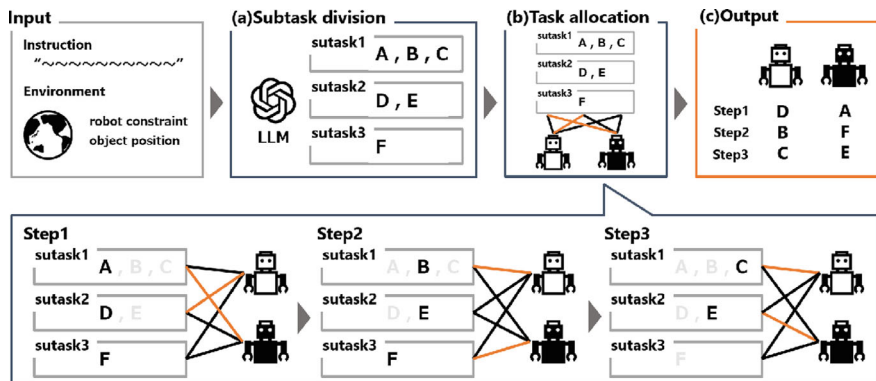 Input
Instruction
“~~~~~~~~~~”
Environment
robot constraint
object position
(a)Subtask division
LLM
sutask1
A , B , C
sutask2
D , E
sutask3
F
(b)Task allocation
sutask1
A , B , C
sutask2
D , E
sutask3
F
(c)Output
Step1 D A
Step2 B F
Step3 C E
Step1
sutask1
A , B , C
sutask2
D , E
sutask3
F
Step2
sutask1
A , B , C
sutask2
D , E
sutask3
F
Step3
sutask1
A , B , C
sutask2
D , E
sutask3
F